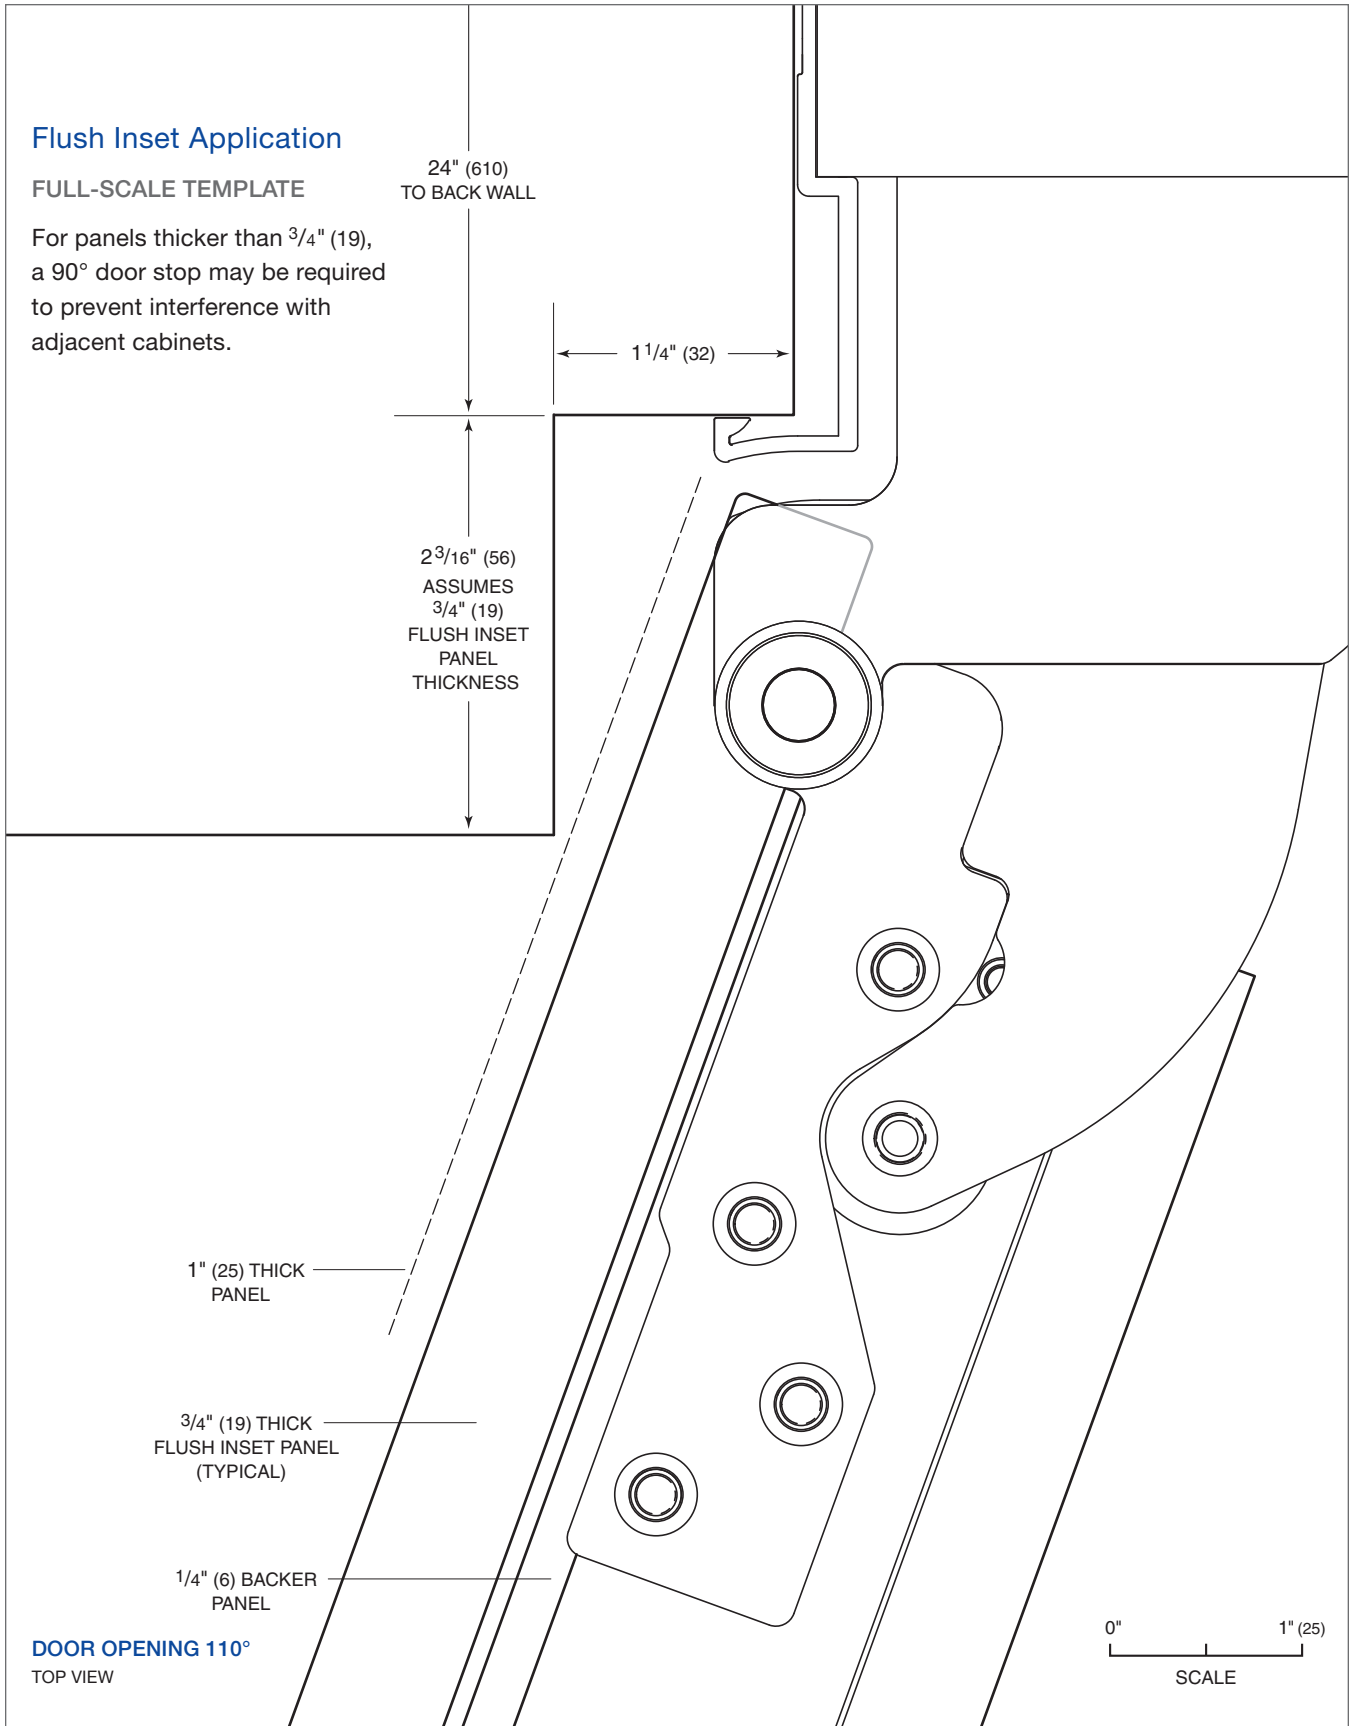 Flush Inset Application
FULL-SCALE TEMPLATE
For panels thicker than 3/4" (19),
a 90° door stop may be required
to prevent interference with
adjacent cabinets.
24" (610)
TO BACK WALL
1 1/4" (32)
2 3/16" (56)
ASSUMES
3/4" (19)
FLUSH INSET
PANEL
THICKNESS
1" (25) THICK
PANEL
3/4" (19) THICK
FLUSH INSET PANEL
(TYPICAL)
1/4" (6) BACKER
PANEL
DOOR OPENING 110°
TOP VIEW
0" 1" (25)
SCALE